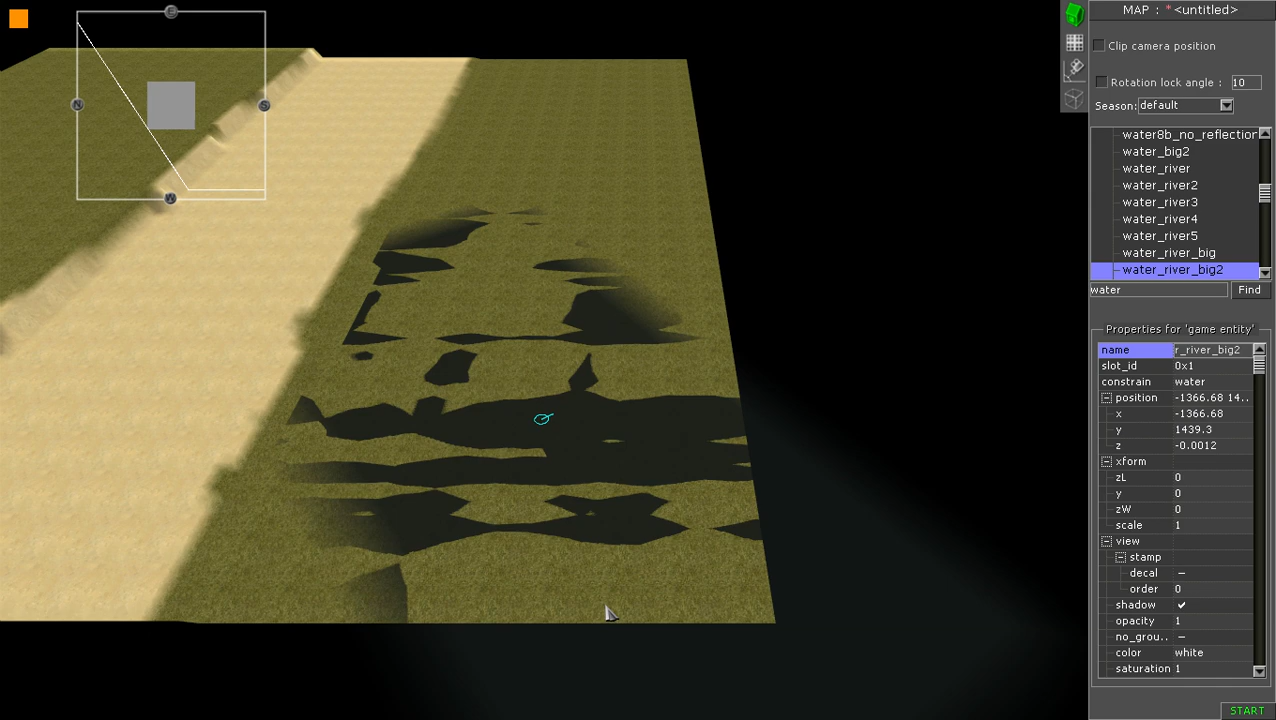 MAP : * <untitled>
Clip camera position
Rotation lock angle : 10
Season: default
water8b_no_reflection
water_big2
water_river
water_river2
water_river3
water_river4
water_river5
water_river_big
water_river_big2
water Find
Properties for 'game entity'
name r_river_big2
slot_id 0x1
constrain water
position -1366.68 14..
x -1366.68
y 1439.3
z -0.0012
xform
zL 0
y 0
zW 0
scale 1
view
stamp
decal —
order 0
shadow ✔
opacity 1
no_grou.. —
color white
saturation 1
START
N
S
W